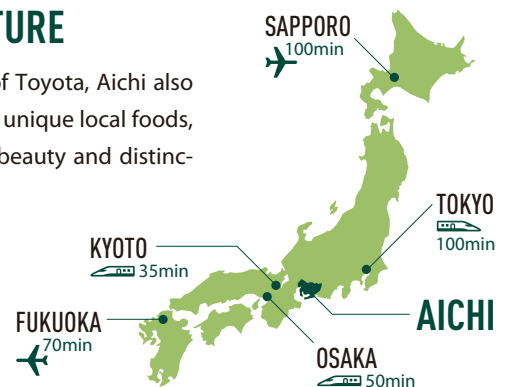 TURE
of Toyota, Aichi also
unique local foods,
beauty and distinc-
SAPPORO
100min
TOKYO
100min
KYOTO
35min
AICHI
FUKUOKA
70min
OSAKA
50min